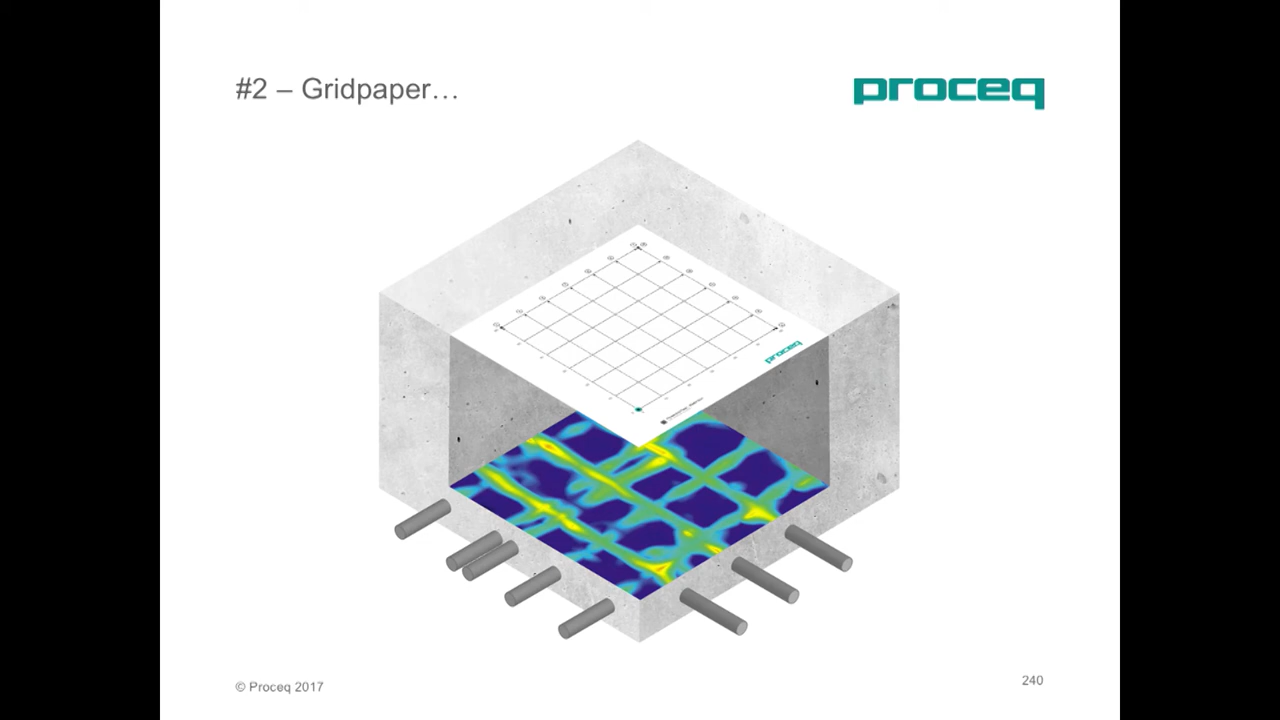 #2 – Gridpaper…
proceq
proceq
© Proceq 2017
240